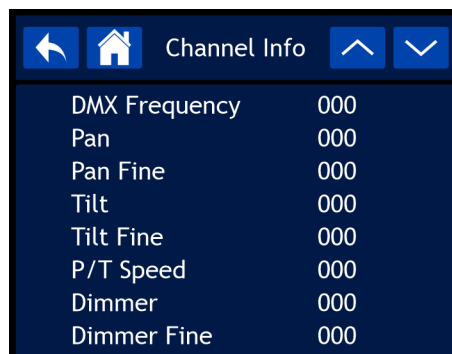 Channel Info
DMX Frequency 000
Pan 000
Pan Fine 000
Tilt 000
Tilt Fine 000
P/T Speed 000
Dimmer 000
Dimmer Fine 000